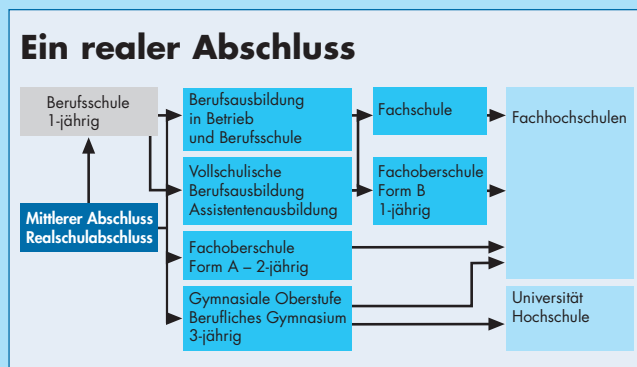 Ein realer Abschluss
Berufsschule
1-jährig
Mittlerer Abschluss
Realschulabschluss
Berufsausbildung
in Betrieb
und Berufsschule
Vollschulische
Berufsausbildung
Assistentenausbildung
Fachoberschule
Form A – 2-jährig
Gymnasiale Oberstufe
Berufliches Gymnasium
3-jährig
Fachschule
Fachoberschule
Form B
1-jährig
Fachhochschulen
Universität
Hochschule